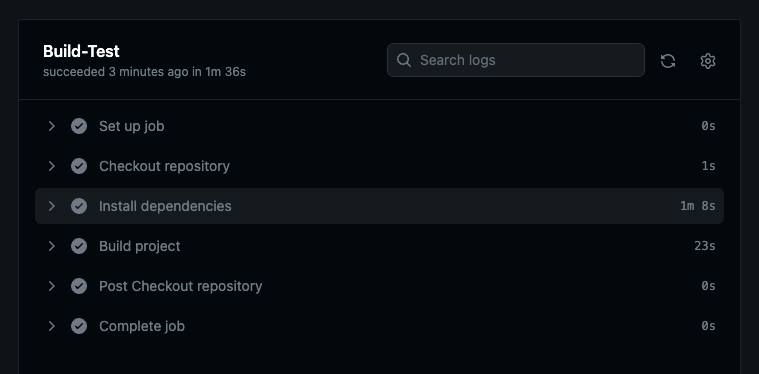 Build-Test
succeeded 3 minutes ago in 1m 36s
Search logs
Set up job 0s
Checkout repository 1s
Install dependencies 1m 8s
Build project 23s
Post Checkout repository 0s
Complete job 0s